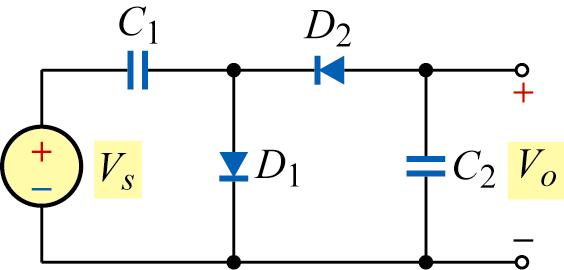 C1
D2
+
+
−
Vs
D1
C2
Vo
−